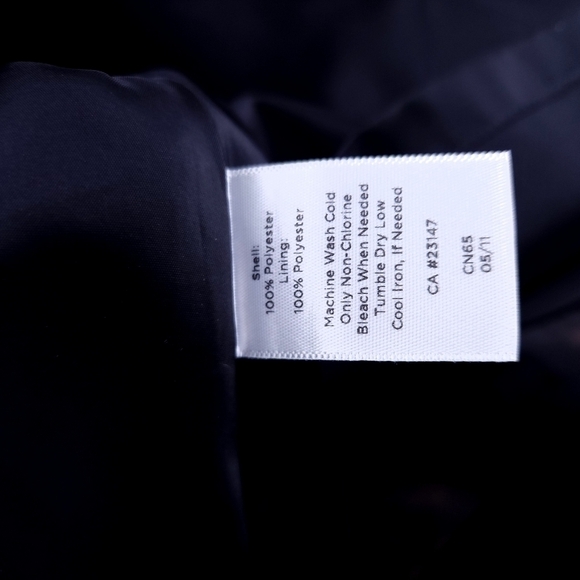 Shell:
100% Polyester
Lining:
100% Polyester
Machine Wash Cold
Only Non-Chlorine
Bleach When Needed
Tumble Dry Low
Cool Iron, If Needed
CA #23147
CN65
05/11